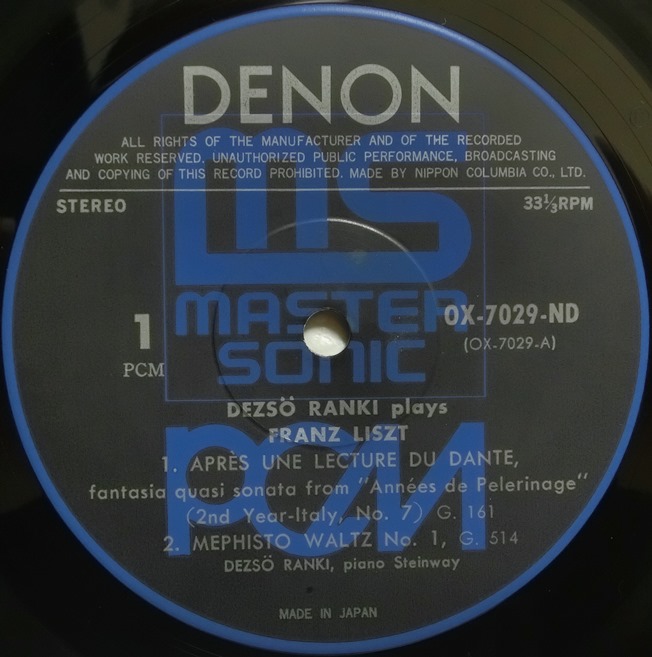 DENON
ALL RIGHTS OF THE MANUFACTURER AND OF THE RECORDED
WORK RESERVED. UNAUTHORIZED PUBLIC PERFORMANCE, BROADCASTING
AND COPYING OF THIS RECORD PROHIBITED. MADE BY NIPPON COLUMBIA CO., LTD.
STEREO 33⅓RPM
ms
MASTER
SONIC
1
PCM
OX-7029-ND
(OX-7029-A)
DEZSÖ RANKI plays
FRANZ LISZT
PCM
1. APRÈS UNE LECTURE DU DANTE,
fantasia quasi sonata from "Années de Pelerinage"
(2nd Year-Italy, No. 7) G. 161
2. MEPHISTO WALTZ No. 1, G. 514
DEZSÖ RANKI, piano Steinway
MADE IN JAPAN